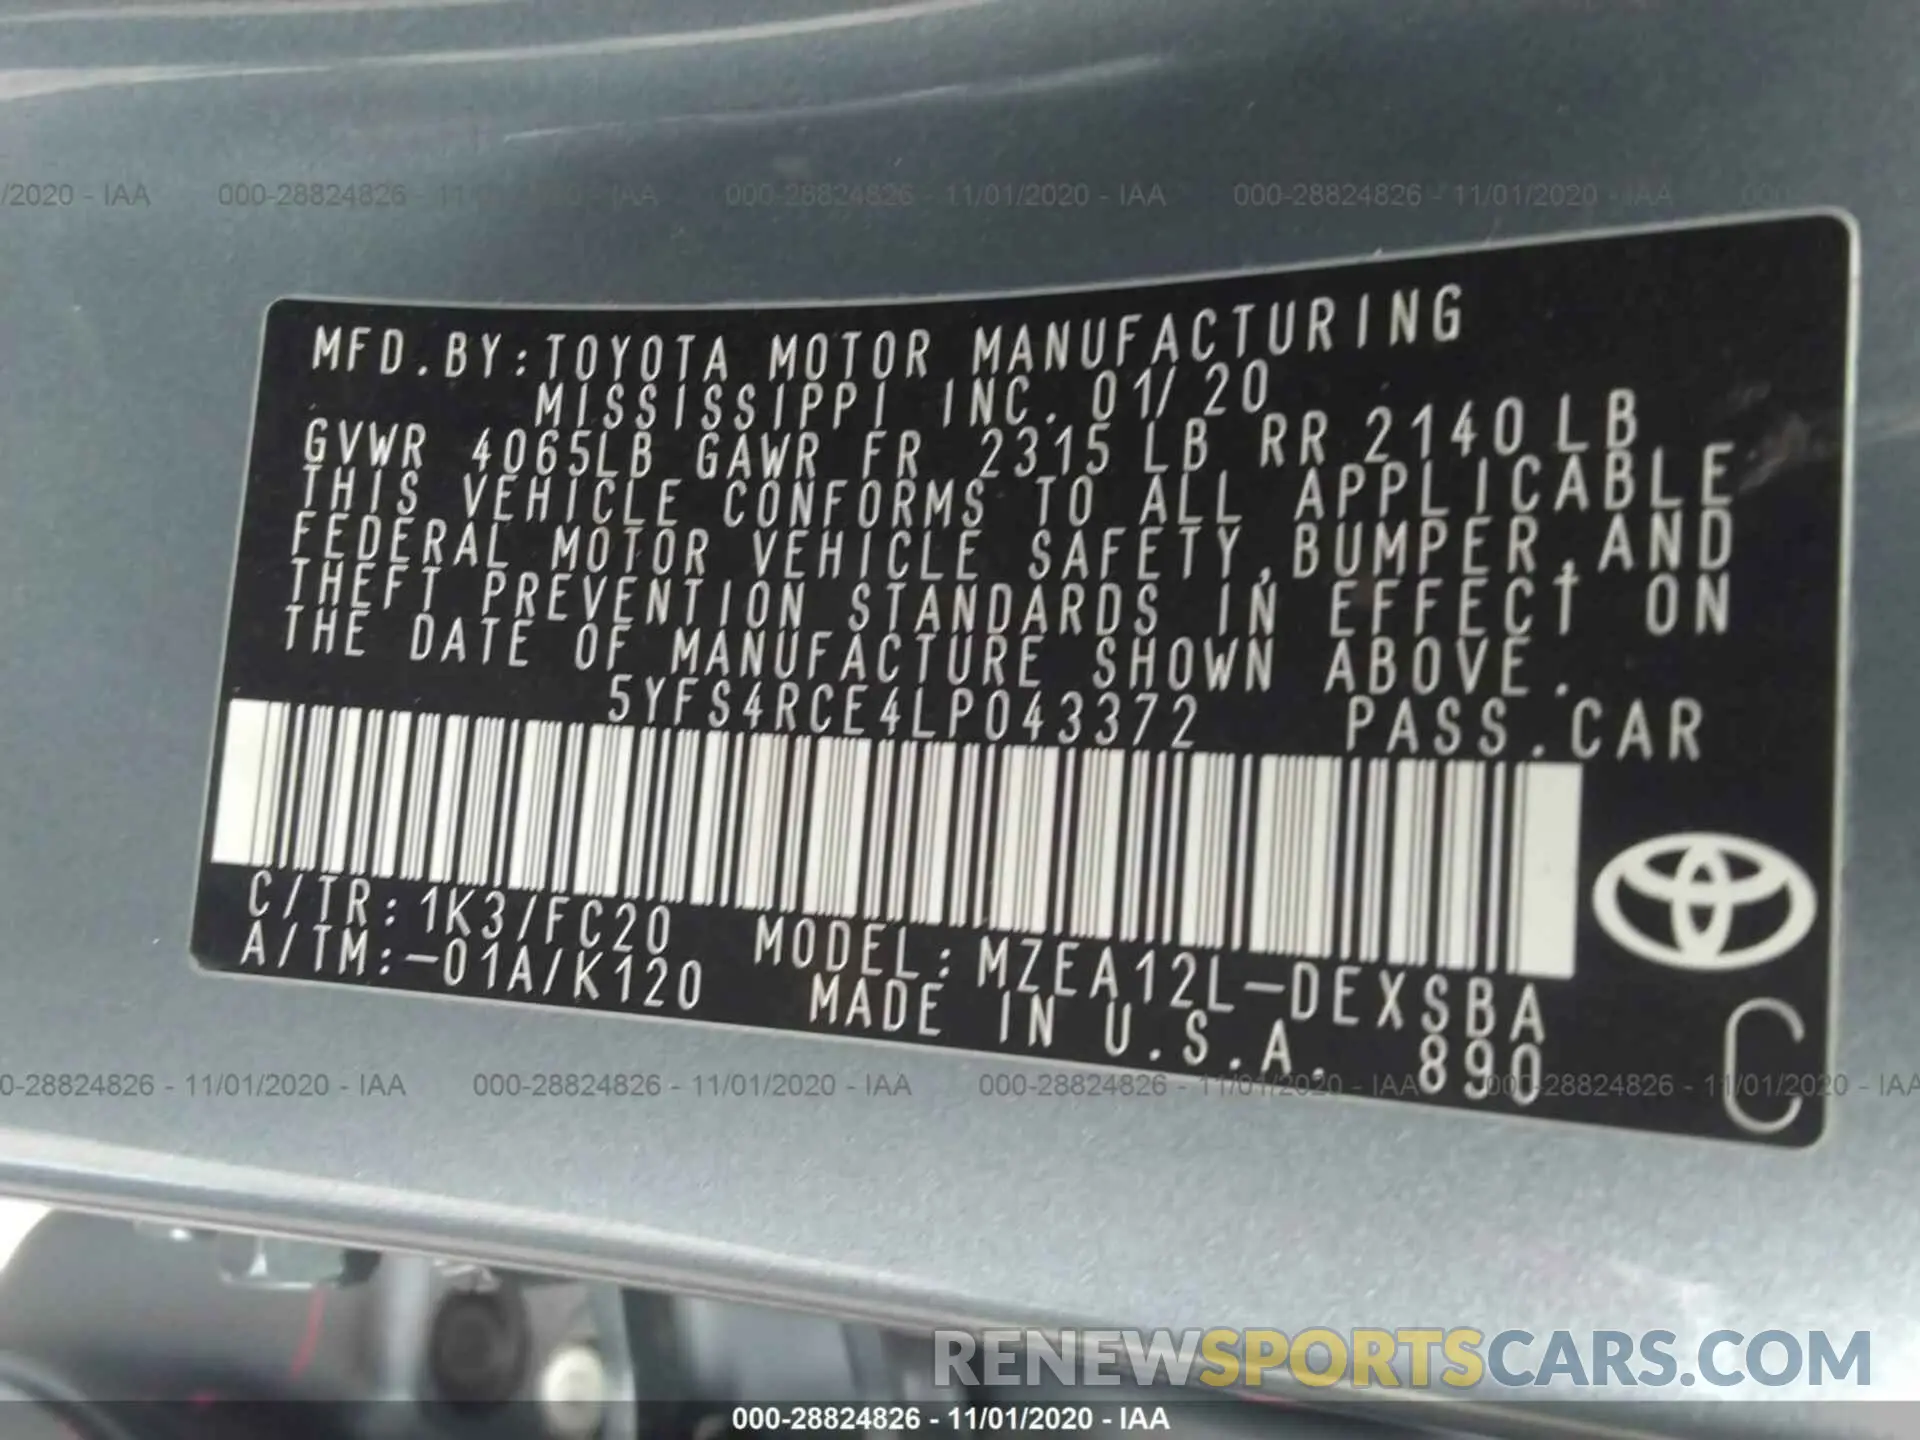 /2020 - IAA 000-28824826 - 11/01/2020 - IAA 000-28824826 - 11/01/2020 - IAA 000-28824826 - 11/01/2020 - IAA 000-
MFD.BY:TOYOTA MOTOR MANUFACTURING
MISSISSIPPI INC. 01/20
GVWR 4065LB GAWR FR 2315LB RR 2140LB
THIS VEHICLE CONFORMS TO ALL APPLICABLE
FEDERAL MOTOR VEHICLE SAFETY,BUMPER,AND
THEFT PREVENTION STANDARDS IN EFFECT ON
THE DATE OF MANUFACTURE SHOWN ABOVE.
5YFS4RCE4LP043372 PASS.CAR
C/TR:1K3/FC20 MODEL:MZEA12L-DEXSBA
A/TM:-01A/K120 MADE IN U.S.A. 890
C
0-28824826 - 11/01/2020 - IAA 000-28824826 - 11/01/2020 - IAA 000-28824826 - 11/01/2020 - IAA 000-28824826 - 11/01/2020 - IAA
RENEWSPORTSCARS.COM
000-28824826 - 11/01/2020 - IAA